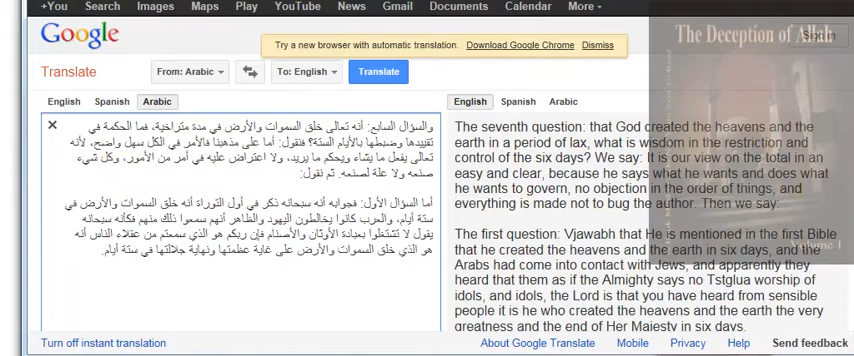 +You Search Images Maps Play YouTube News Gmail Documents Calendar More
Google
Try a new browser with automatic translation. Download Google Chrome Dismiss
The Deception of Allah
Sign in
Translate From: Arabic To: English Translate
English Spanish Arabic English Spanish Arabic
والسؤال السابع: أنه تعالى خلق السموات والأرض في مدة متراخية، فما الحكمة في
تقييدها وضبطها بالأيام الستة؟ فنقول: أما على مذهبنا فالأمر في الكل سهل واضح، لأنه
تعالى يفعل ما يشاء ويحكم ما يريد، ولا اعتراض عليه في أمر من الأمور، وكل شيء
صنعه ولا علة لصنعه. ثم نقول:
أما السؤال الأول: فجوابه أنه سبحانه ذكر في أول التوراة أنه خلق السموات والأرض في
ستة أيام، والعرب كانوا يخالطون اليهود والظاهر أنهم سمعوا ذلك منهم فكأنه سبحانه
يقول لا تشتغلوا بعبادة الأوثان والأصنام فإن ربكم هو الذي سمعتم من عقلاء الناس أنه
هو الذي خلق السموات والأرض على غاية عظمتها ونهاية جلالتها في ستة أيام.
The seventh question: that God created the heavens and the
earth in a period of lax, what is wisdom in the restriction and
control of the six days? We say: It is our view on the total in an
easy and clear, because he says what he wants and does what
he wants to govern, no objection in the order of things, and
everything is made not to bug the author. Then we say:
The first question: Vjawabh that He is mentioned in the first Bible
that he created the heavens and the earth in six days, and the
Arabs had come into contact with Jews, and apparently they
heard that them as if the Almighty says no Tstglua worship of
idols, and idols, the Lord is that you have heard from sensible
people it is he who created the heavens and the earth the very
greatness and the end of Her Majesty in six days.
Volume 1
Turn off instant translation About Google Translate Mobile Privacy Help Send feedback